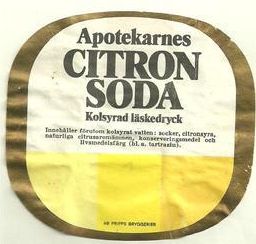 Apotekarnes
CITRON
SODA
Kolsyrad läskedryck
Innehåller förutom kolsyrat vatten: socker, citronsyra,
naturliga citrusaromämnen, konserveringsmedel och
livsmedelsfärg (bl. a. tartrazin).
AB PRIPPS BRYGGERIER